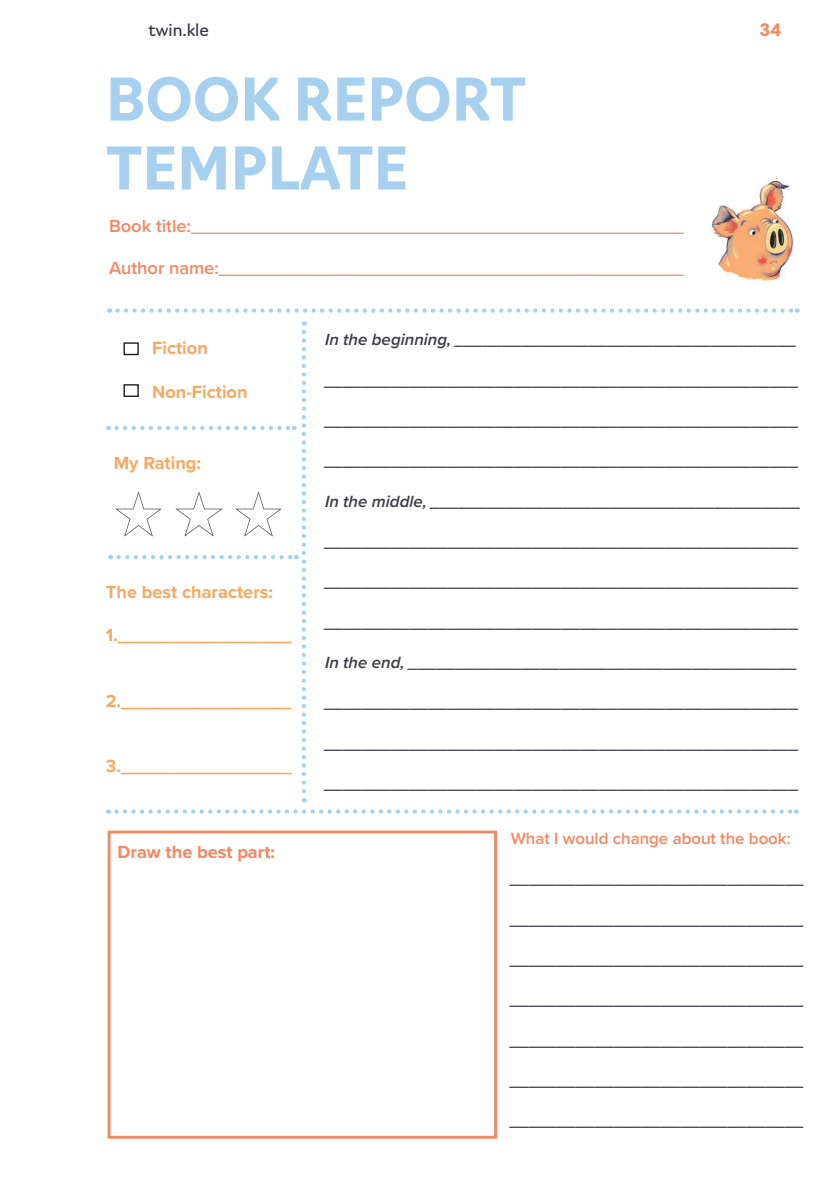 twin.kle
34
BOOK REPORT
TEMPLATE
Book title:
Author name:
Fiction
Non-Fiction
My Rating:
The best characters:
1.
2.
3.
In the beginning,
In the middle,
In the end,
Draw the best part:
What I would change about the book: